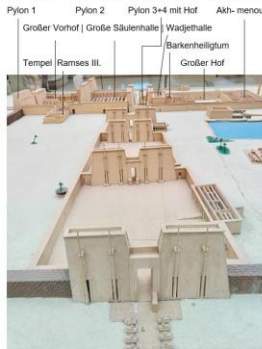 Pylon 1 Pylon 2 Pylon 3+4 mit Hof Akh- menou
Großer Vorhof | Große Säulenhalle | Wadjethalle
Barkenheiligtum
Tempel Ramses III. Großer Hof